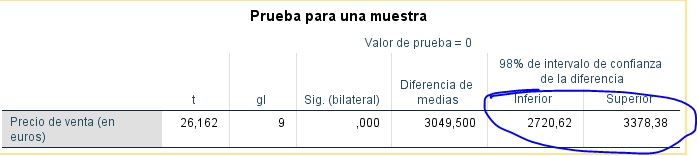 Prueba para una muestra
Valor de prueba = 0
98% de intervalo de confianza
de la diferencia
t gl Sig. (bilateral) Diferencia de medias Inferior Superior
Precio de venta (en euros) 26,162 9 ,000 3049,500 2720,62 3378,38